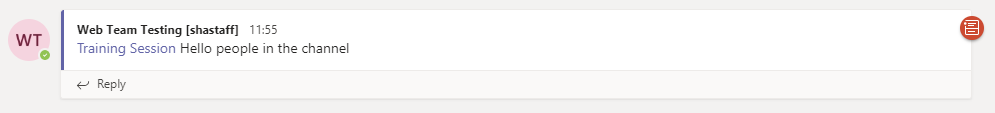 WT
Web Team Testing [shastaff] 11:55
Training Session Hello people in the channel
Reply